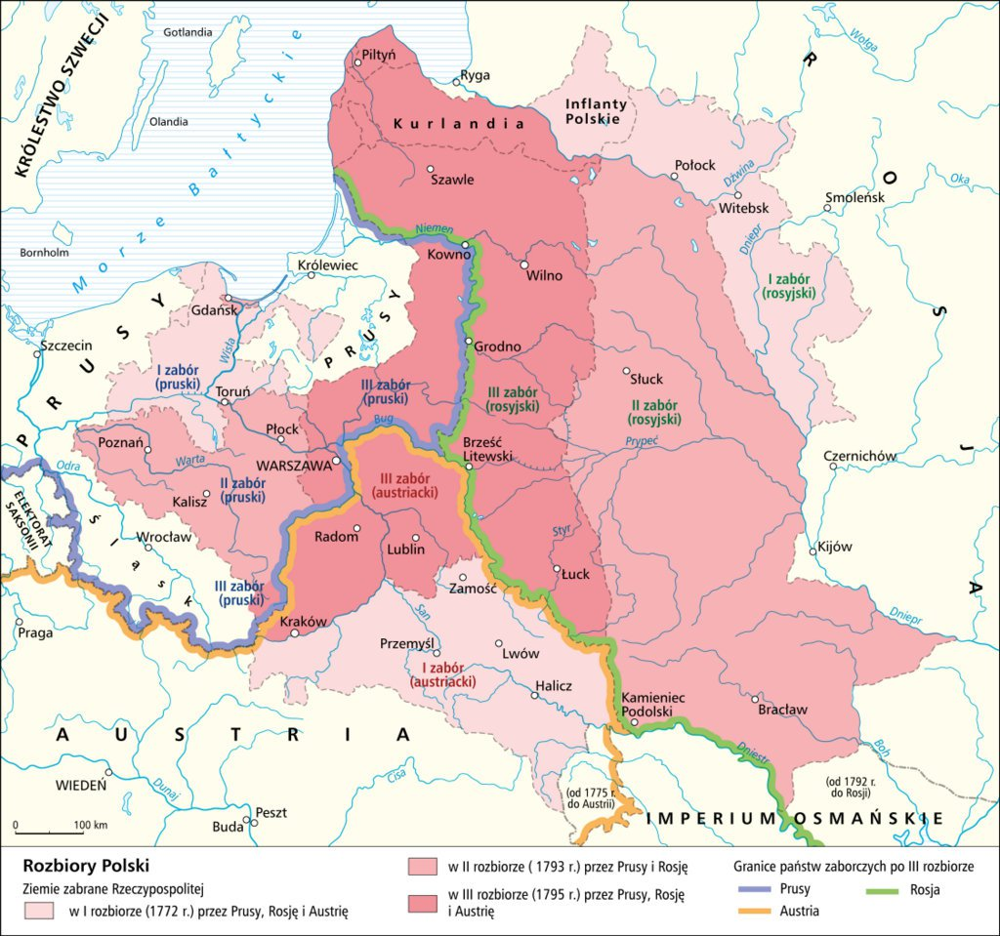 KRÓLESTWO SZWECJI
Gotlandia
Olandia
Bornholm
Morze Bałtyckie
Piltyń
Ryga
Kurlandia
Inflanty
Polskie
R O S J A
Wołga
Szawle
Połock
Dźwina
Witebsk
Smoleńsk
Oka
Dniepr
Niemen
Kowno
Wilno
I zabór
(rosyjski)
Królewiec
Gdańsk
PRUSY
PRUSY
Szczecin
Wisła
I zabór
(pruski)
Toruń
III zabór
(pruski)
Grodno
III zabór
(rosyjski)
Słuck
II zabór
(rosyjski)
Bug
Płock
WARSZAWA
Brześć
Litewski
Prypeć
Czernichów
Poznań
Warta
Odra
II zabór
(pruski)
Kalisz
III zabór
(austriacki)
ELEKTORAT
SAKSONII
Śląsk
Wrocław
Radom
Lublin
Styr
Łuck
Kijów
III zabór
(pruski)
Zamość
Kraków
San
Praga
Przemyśl
Lwów
I zabór
(austriacki)
Halicz
Dniepr
Kamieniec
Podolski
Bracław
AUSTRIA
Dniestr
Boh
WIEDEŃ
Dunaj
Cisa
(od 1775 r.
do Austrii)
(od 1792 r.
do Rosji)
Peszt
Buda
IMPERIUM OSMAŃSKIE
0 100 km
Rozbiory Polski
Ziemie zabrane Rzeczypospolitej
w I rozbiorze (1772 r.) przez Prusy, Rosję i Austrię
w II rozbiorze ( 1793 r.) przez Prusy i Rosję
w III rozbiorze (1795 r.) przez Prusy, Rosję
i Austrię
Granice państw zaborczych po III rozbiorze
Prusy
Rosja
Austria